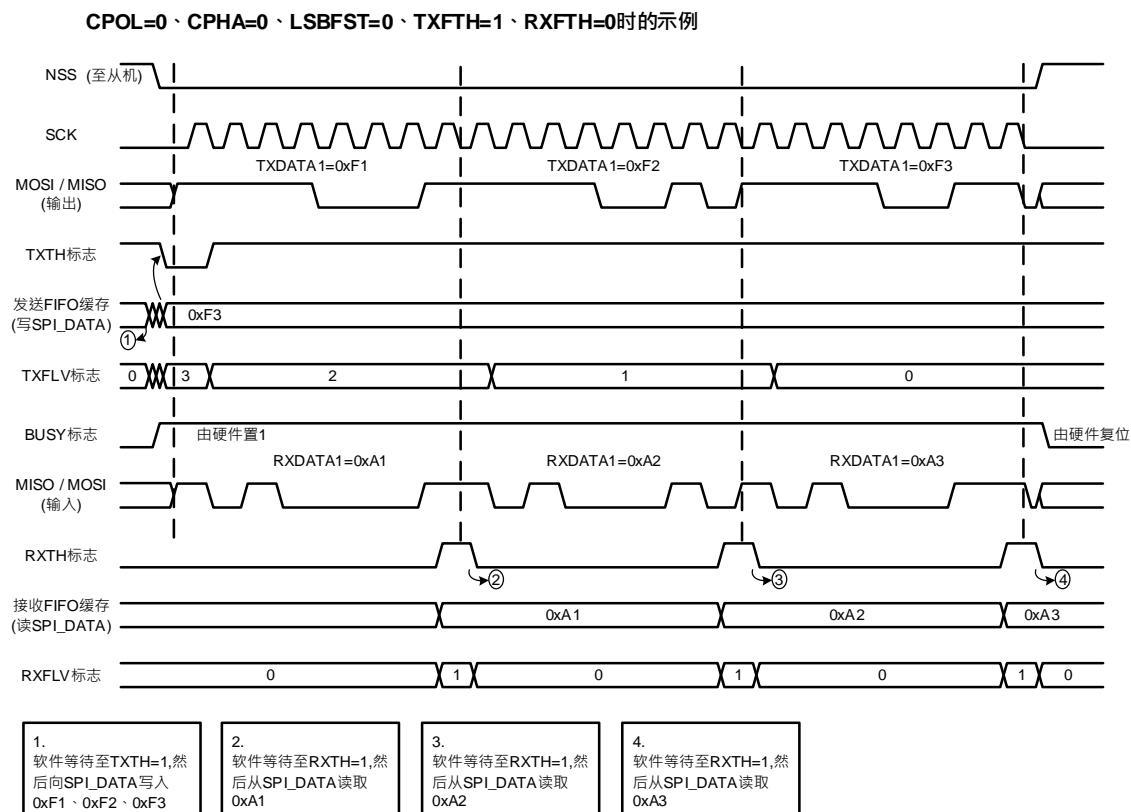 CPOL=0、CPHA=0、LSBFST=0、TXFTH=1、RXFTH=0时的示例
NSS (至从机)
SCK
TXDATA1=0xF1
TXDATA1=0xF2
TXDATA1=0xF3
MOSI / MISO
(输出)
TXTH标志
发送FIFO缓存
(写SPI_DATA)
0xF3
①
TXFLV标志
0
3
2
1
0
BUSY标志
由硬件置1
由硬件复位
RXDATA1=0xA1
RXDATA1=0xA2
RXDATA1=0xA3
MISO / MOSI
(输入)
RXTH标志
②
③
④
接收FIFO缓存
(读SPI_DATA)
0xA1
0xA2
0xA3
RXFLV标志
0
1
0
1
0
1
0
1.
软件等待至TXTH=1,然
后向SPI_DATA写入
0xF1、0xF2、0xF3
2.
软件等待至RXTH=1,然
后从SPI_DATA读取
0xA1
3.
软件等待至RXTH=1,然
后从SPI_DATA读取
0xA2
4.
软件等待至RXTH=1,然
后从SPI_DATA读取
0xA3